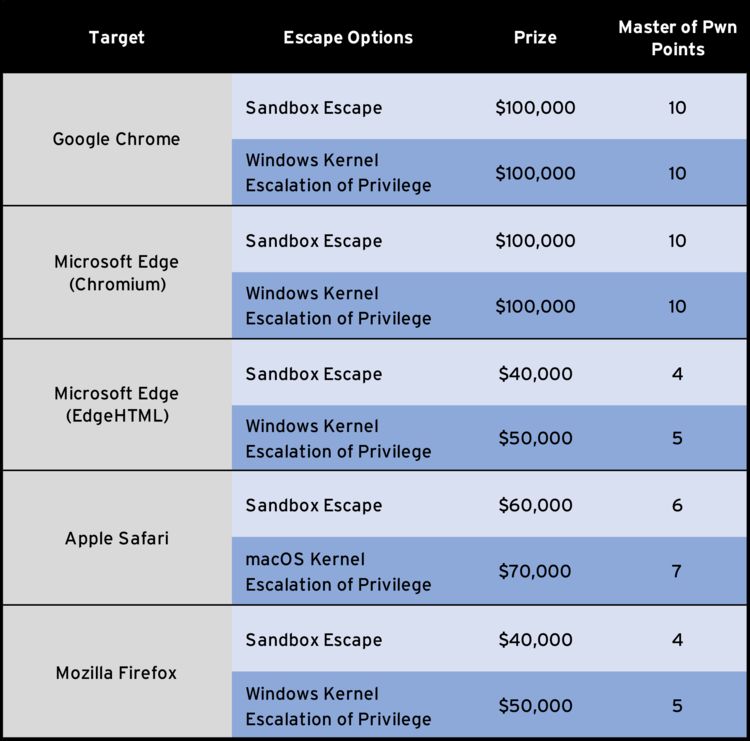 Target Escape Options Prize Master of Pwn
Points
Google Chrome
Sandbox Escape $100,000 10
Windows Kernel
Escalation of Privilege $100,000 10
Microsoft Edge
(Chromium)
Sandbox Escape $100,000 10
Windows Kernel
Escalation of Privilege $100,000 10
Microsoft Edge
(EdgeHTML)
Sandbox Escape $40,000 4
Windows Kernel
Escalation of Privilege $50,000 5
Apple Safari
Sandbox Escape $60,000 6
macOS Kernel
Escalation of Privilege $70,000 7
Mozilla Firefox
Sandbox Escape $40,000 4
Windows Kernel
Escalation of Privilege $50,000 5